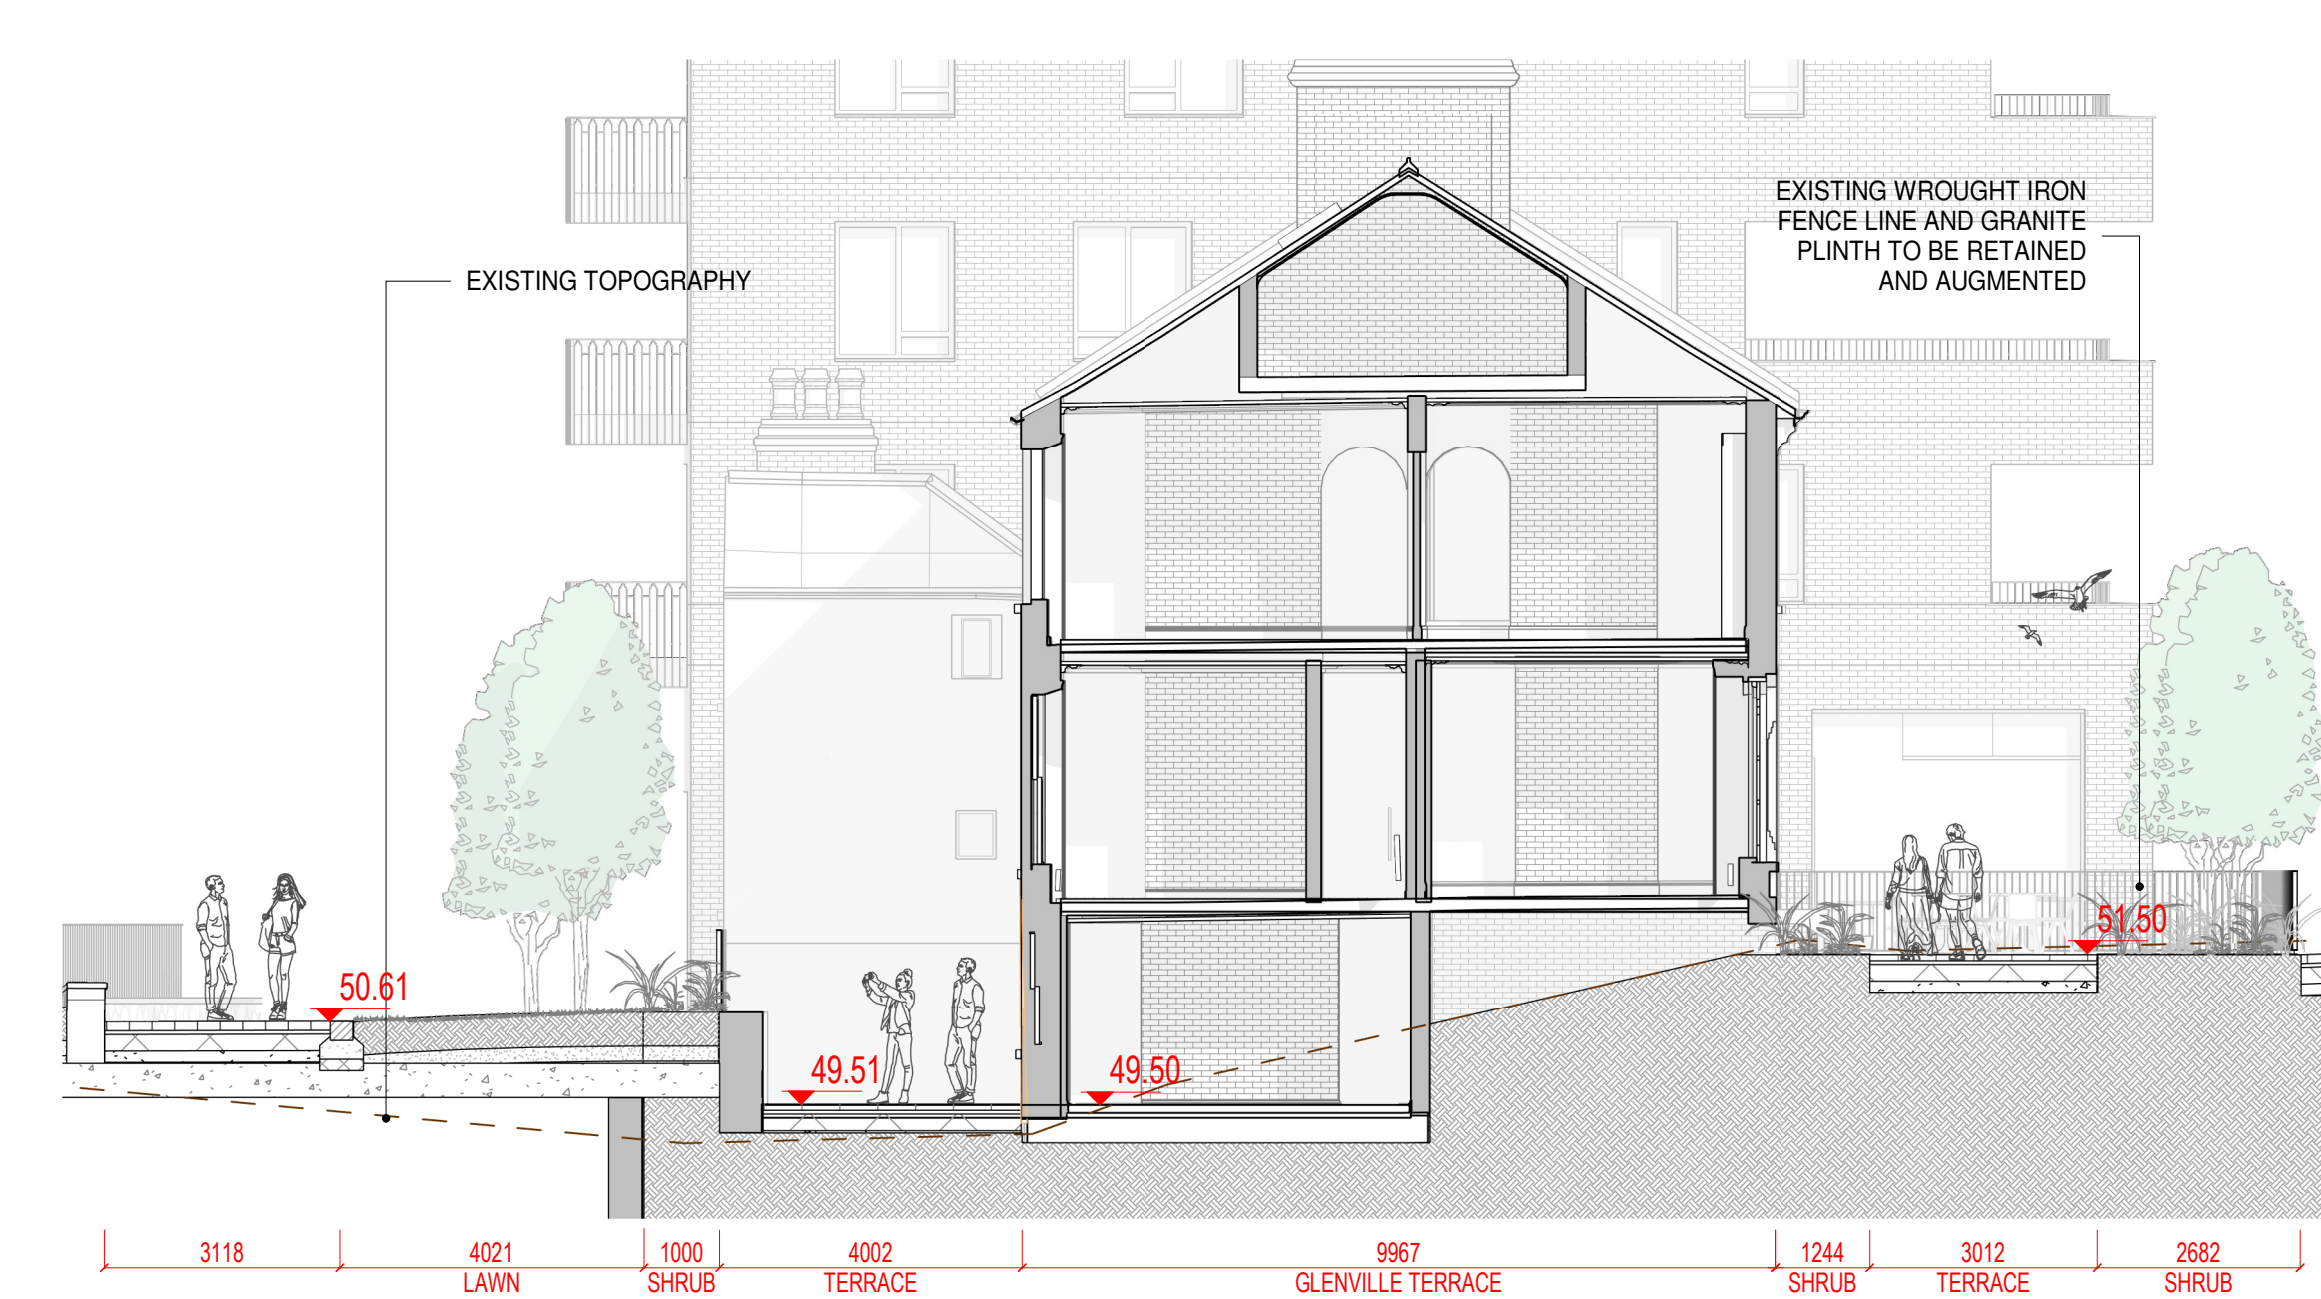 EXISTING WROUGHT IRON
FENCE LINE AND GRANITE
PLINTH TO BE RETAINED
AND AUGMENTED
EXISTING TOPOGRAPHY
51.50
50.61
49.51
49.50
3118
4021
1000
4002
9967
1244
3012
2682
LAWN
SHRUB
TERRACE
GLENVILLE TERRACE
SHRUB
TERRACE
SHRUB